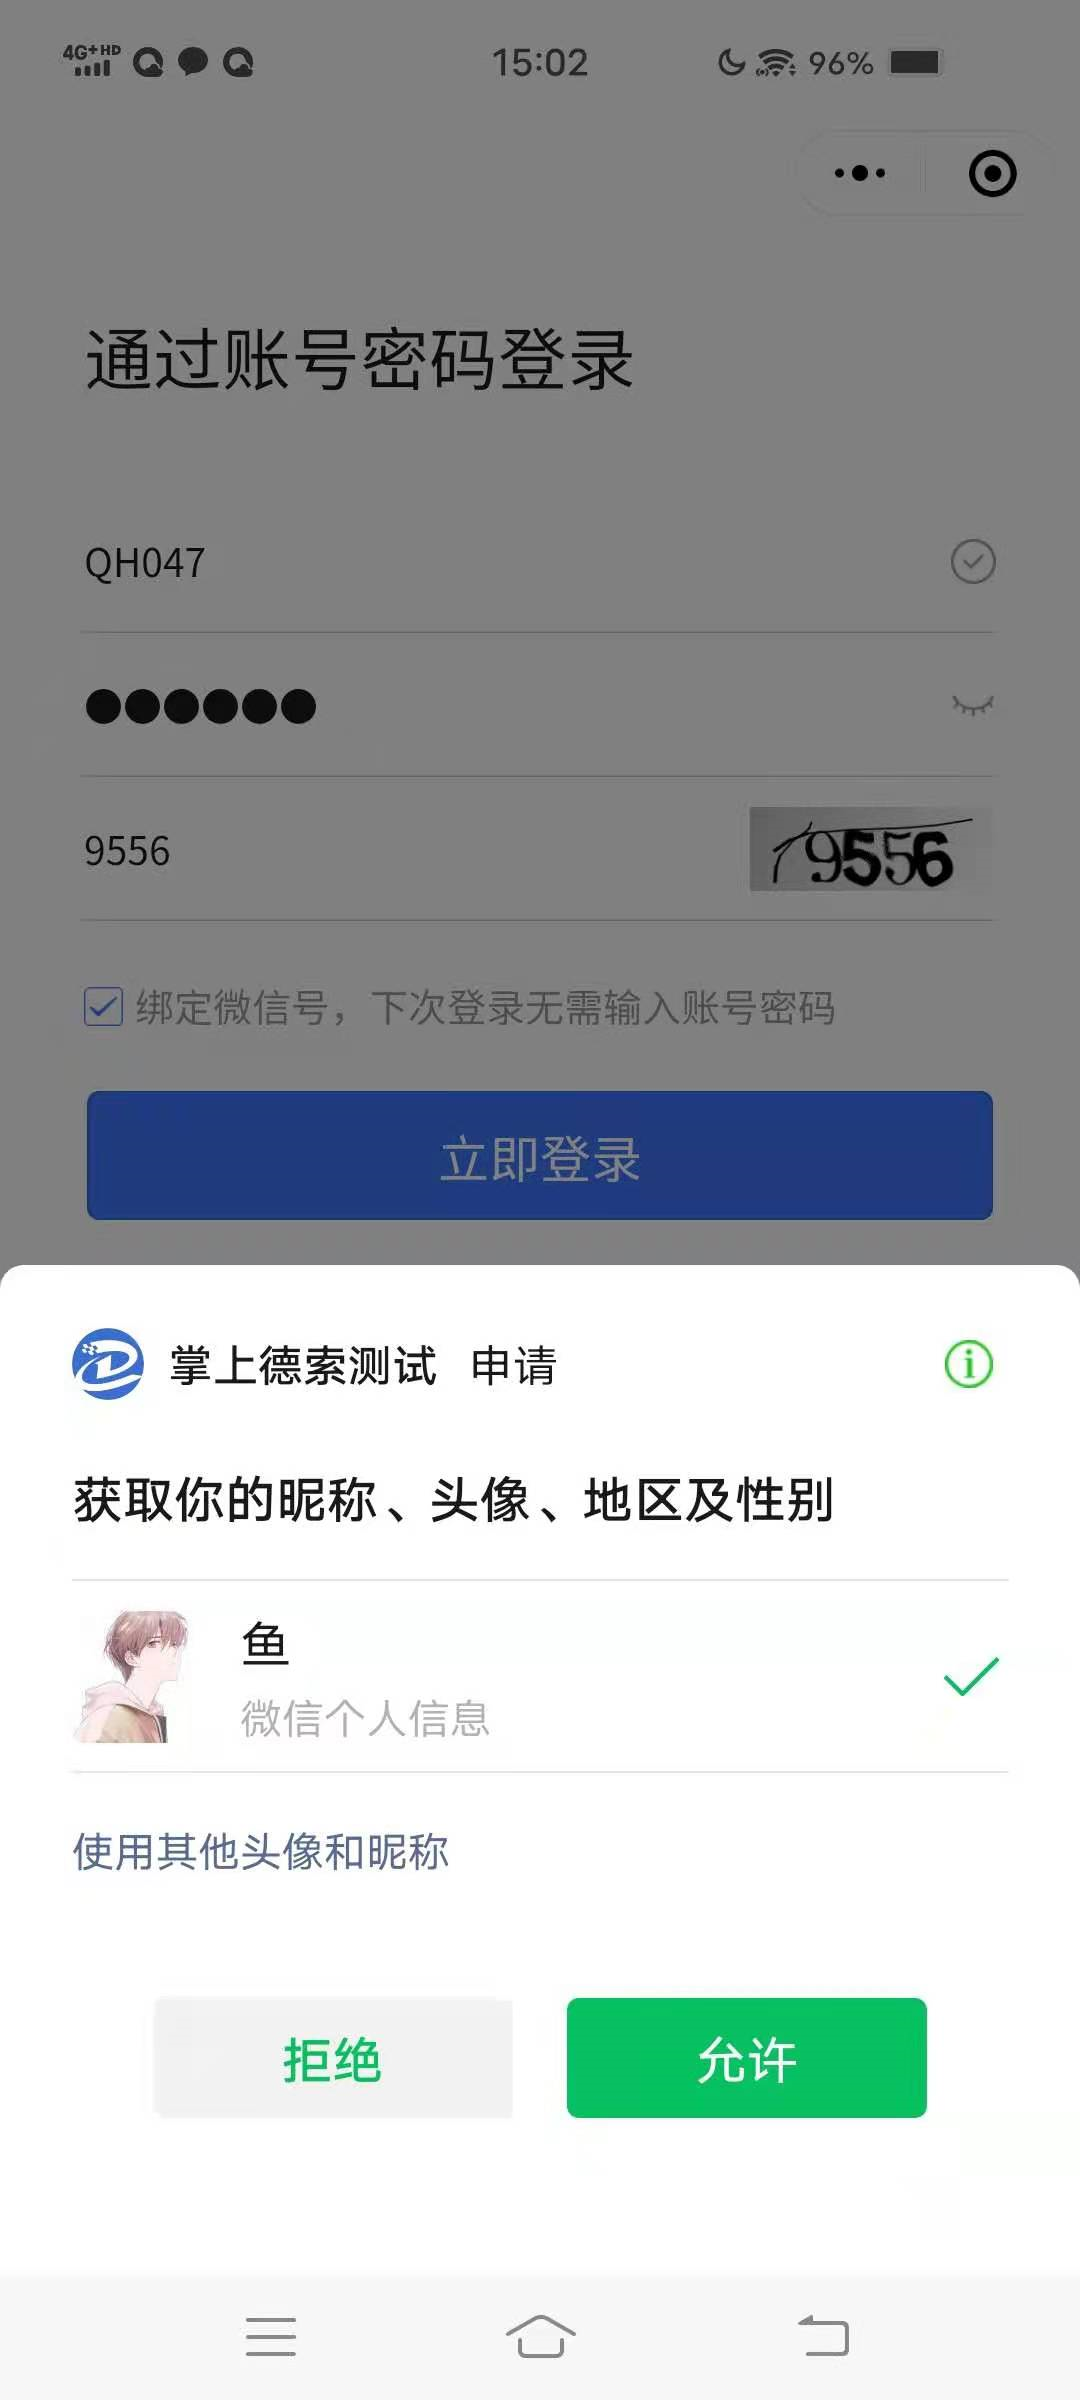 4G+ HD 15:02 96%
通过账号密码登录
QH047
●●●●●●
9556 9556
绑定微信号，下次登录无需输入账号密码
立即登录
掌上德索测试 申请
获取你的昵称、头像、地区及性别
鱼
微信个人信息
使用其他头像和昵称
拒绝 允许